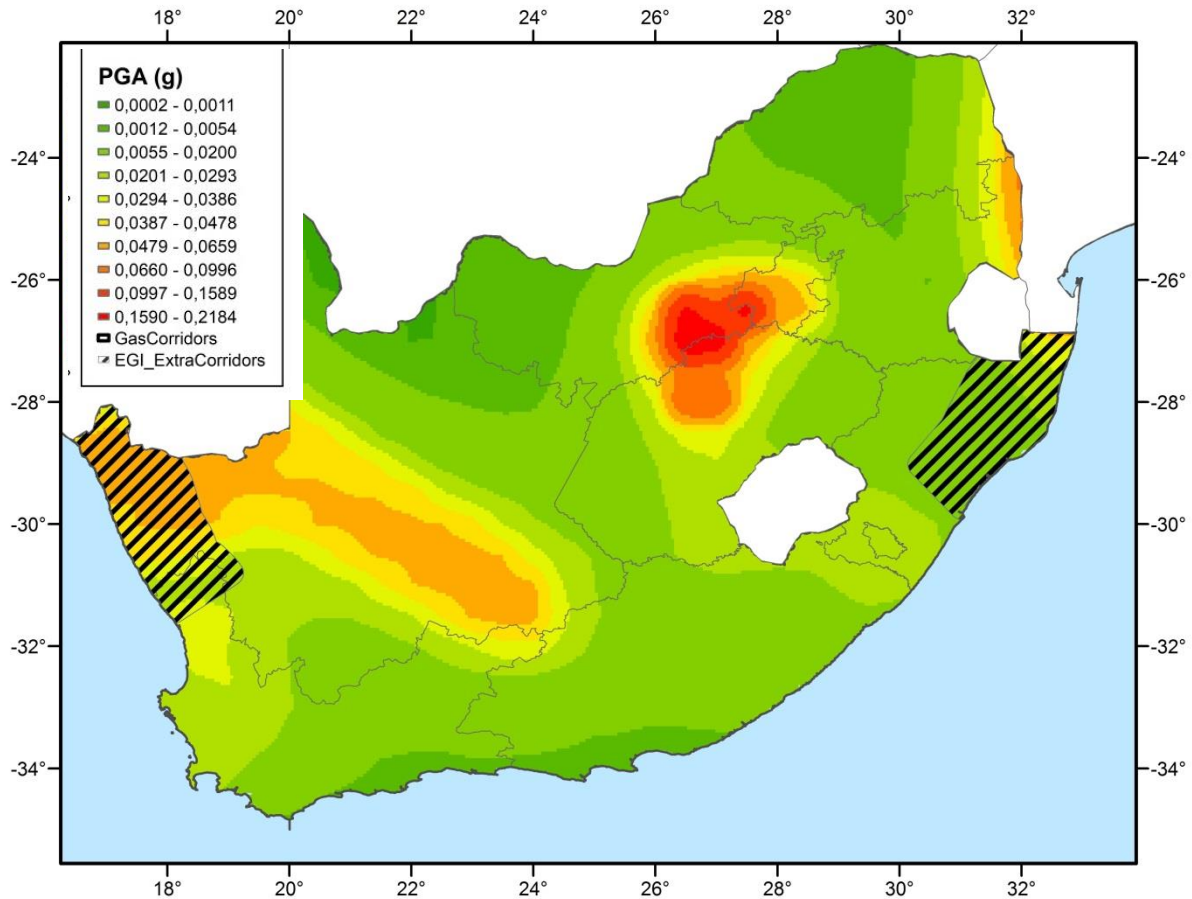 18° 20° 22° 24° 26° 28° 30° 32°
PGA (g)
0,0002 - 0,0011
0,0012 - 0,0054
0,0055 - 0,0200
0,0201 - 0,0293
0,0294 - 0,0386
0,0387 - 0,0478
0,0479 - 0,0659
0,0660 - 0,0996
0,0997 - 0,1589
0,1590 - 0,2184
GasCorridors
EGI_ExtraCorridors
-24° -24°
-26° -26°
-28° -28°
-30° -30°
-32° -32°
-34° -34°
18° 20° 22° 24° 26° 28° 30° 32°